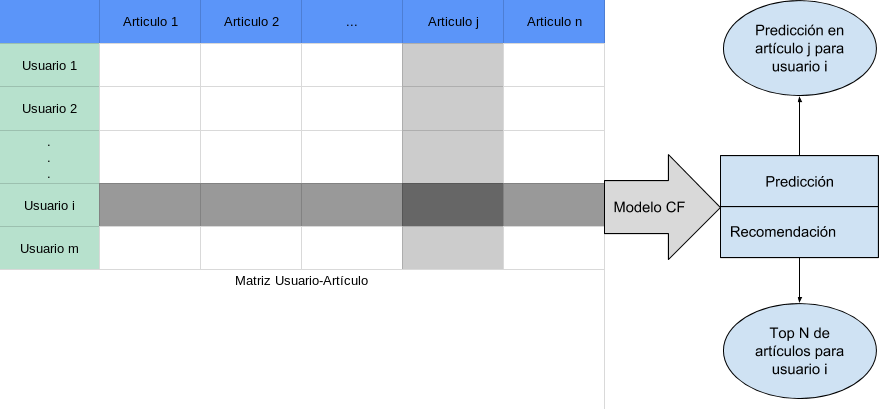 Articulo 1 Articulo 2 ... Articulo j Articulo n
Usuario 1
Usuario 2
.
.
.
Usuario i
Usuario m
Matriz Usuario-Artículo
Modelo CF
Predicción en
artículo j para
usuario i
Predicción
Recomendación
Top N de
artículos para
usuario i